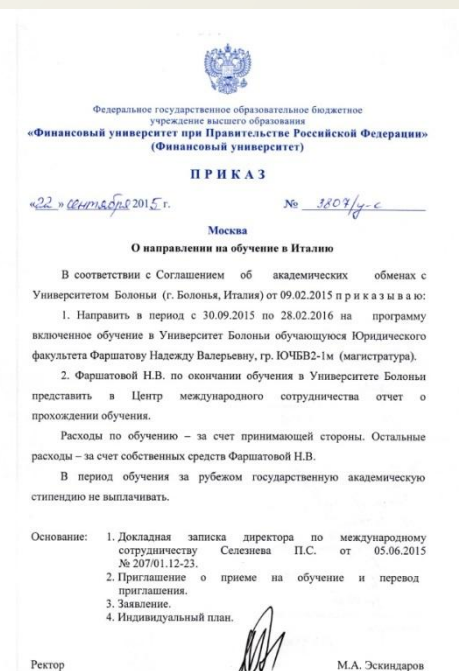 Федеральное государственное образовательное бюджетное
учреждение высшего образования
«Финансовый университет при Правительстве Российской Федерации»
(Финансовый университет)
П Р И К А З
«22» сентября 2015 г. № 3807/у-с
Москва
О направлении на обучение в Италию
В соответствии с Соглашением об академических обменах с
Университетом Болоньи (г. Болонья, Италия) от 09.02.2015 п р и к а з ы в а ю:
1. Направить в период с 30.09.2015 по 28.02.2016 на программу
включенное обучение в Университет Болоньи обучающуюся Юридического
факультета Фаршатову Надежду Валерьевну, гр. ЮЧБВ2-1м (магистратура).
2. Фаршатовой Н.В. по окончании обучения в Университете Болоньи
представить в Центр международного сотрудничества отчет о
прохождении обучения.
Расходы по обучению – за счет принимающей стороны. Остальные
расходы – за счет собственных средств Фаршатовой Н.В.
В период обучения за рубежом государственную академическую
стипендию не выплачивать.
Основание: 1. Докладная записка директора по международному
сотрудничеству Селезнева П.С. от 05.06.2015
№ 207/01.12-23.
2. Приглашение о приеме на обучение и перевод
приглашения.
3. Заявление.
4. Индивидуальный план.
Ректор М.А. Эскиндаров